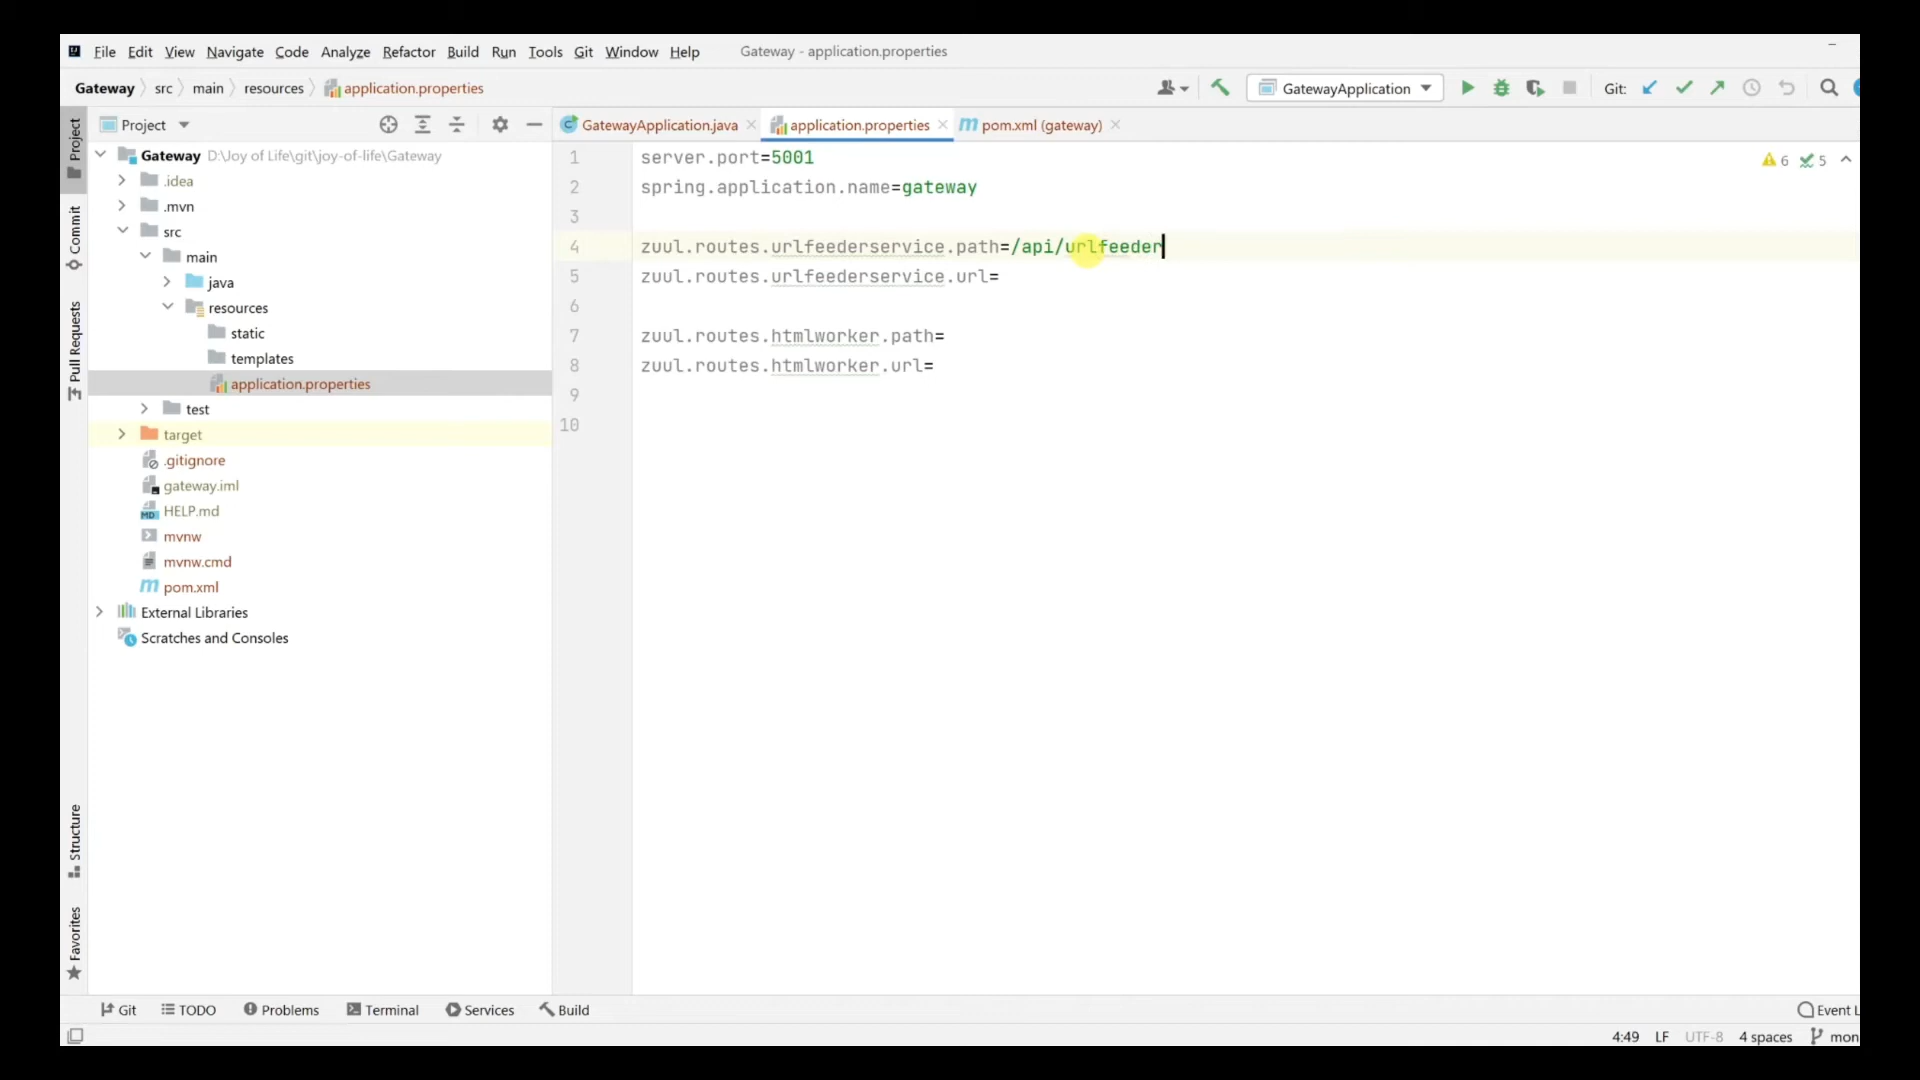 File Edit View Navigate Code Analyze Refactor Build Run Tools Git Window Help Gateway - application.properties
Gateway src main resources application.properties GatewayApplication Git:
Project GatewayApplication.java application.properties pom.xml (gateway)
Project
Commit
Pull Requests
Structure
Favorites
Gateway D:\Joy of Life\git\joy-of-life\Gateway
.idea
.mvn
src
main
java
resources
static
templates
application.properties
test
target
.gitignore
gateway.iml
HELP.md
mvnw
mvnw.cmd
pom.xml
External Libraries
Scratches and Consoles
1 server.port=5001
2 spring.application.name=gateway
3
4 zuul.routes.urlfeederservice.path=/api/urlfeeder
5 zuul.routes.urlfeederservice.url=
6
7 zuul.routes.htmlworker.path=
8 zuul.routes.htmlworker.url=
9
10
6 5
Git TODO Problems Terminal Services Build Event L
4:49 LF UTF-8 4 spaces mon